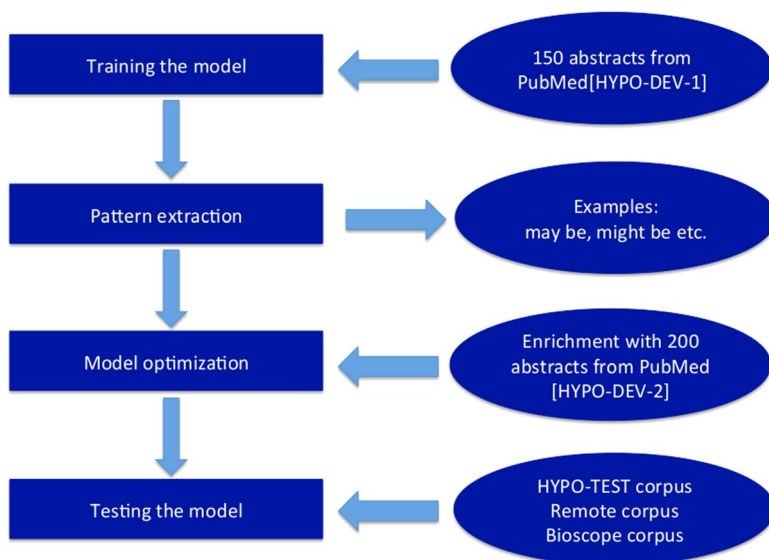 Training the model
150 abstracts from
PubMed[HYPO-DEV-1]
Pattern extraction
Examples:
may be, might be etc.
Model optimization
Enrichment with 200
abstracts from PubMed
[HYPO-DEV-2]
Testing the model
HYPO-TEST corpus
Remote corpus
Bioscope corpus